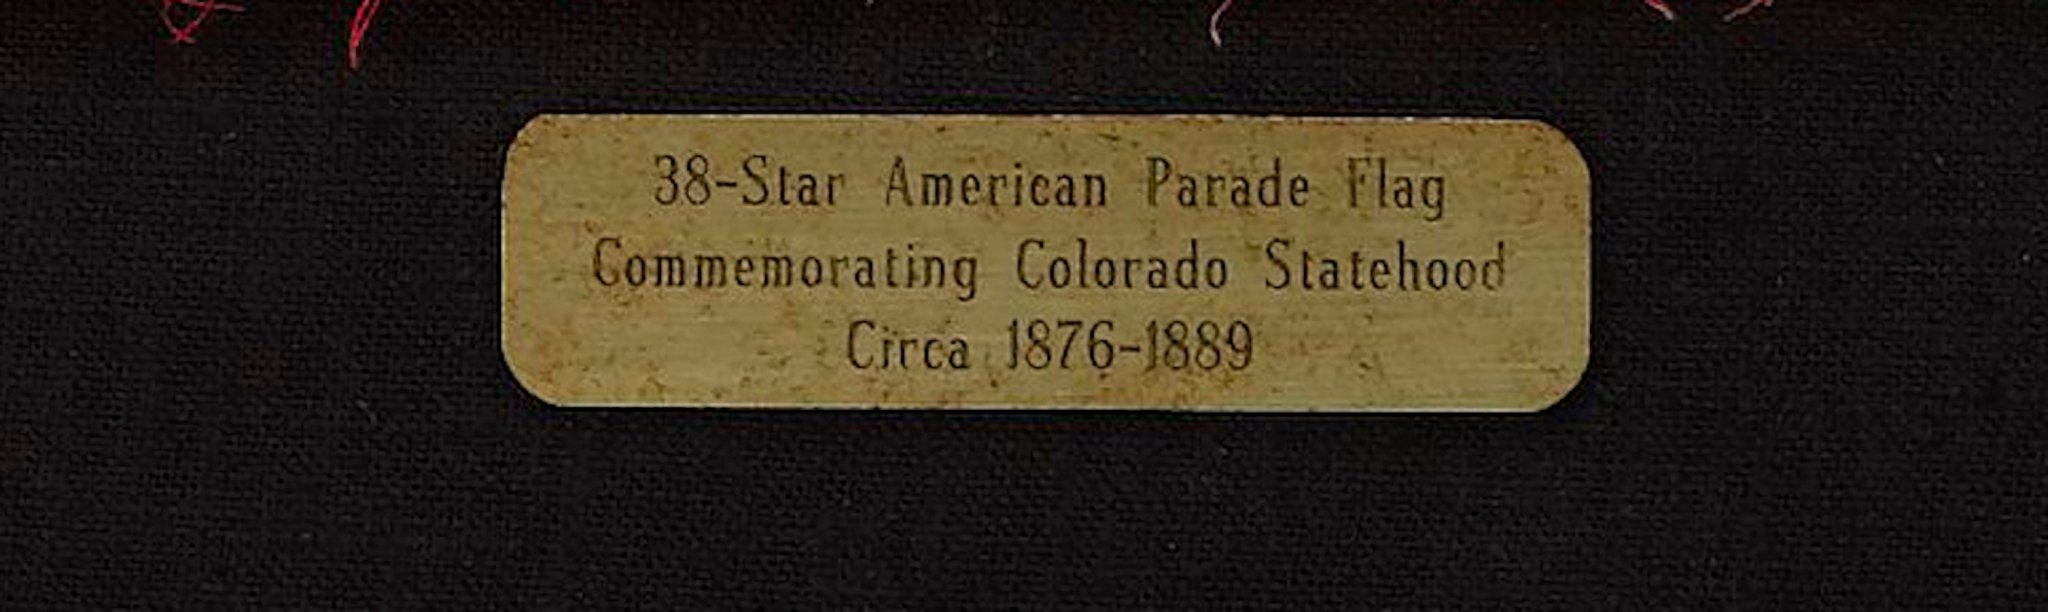 38-Star American Parade Flag
Commemorating Colorado Statehood
Circa 1876-1889